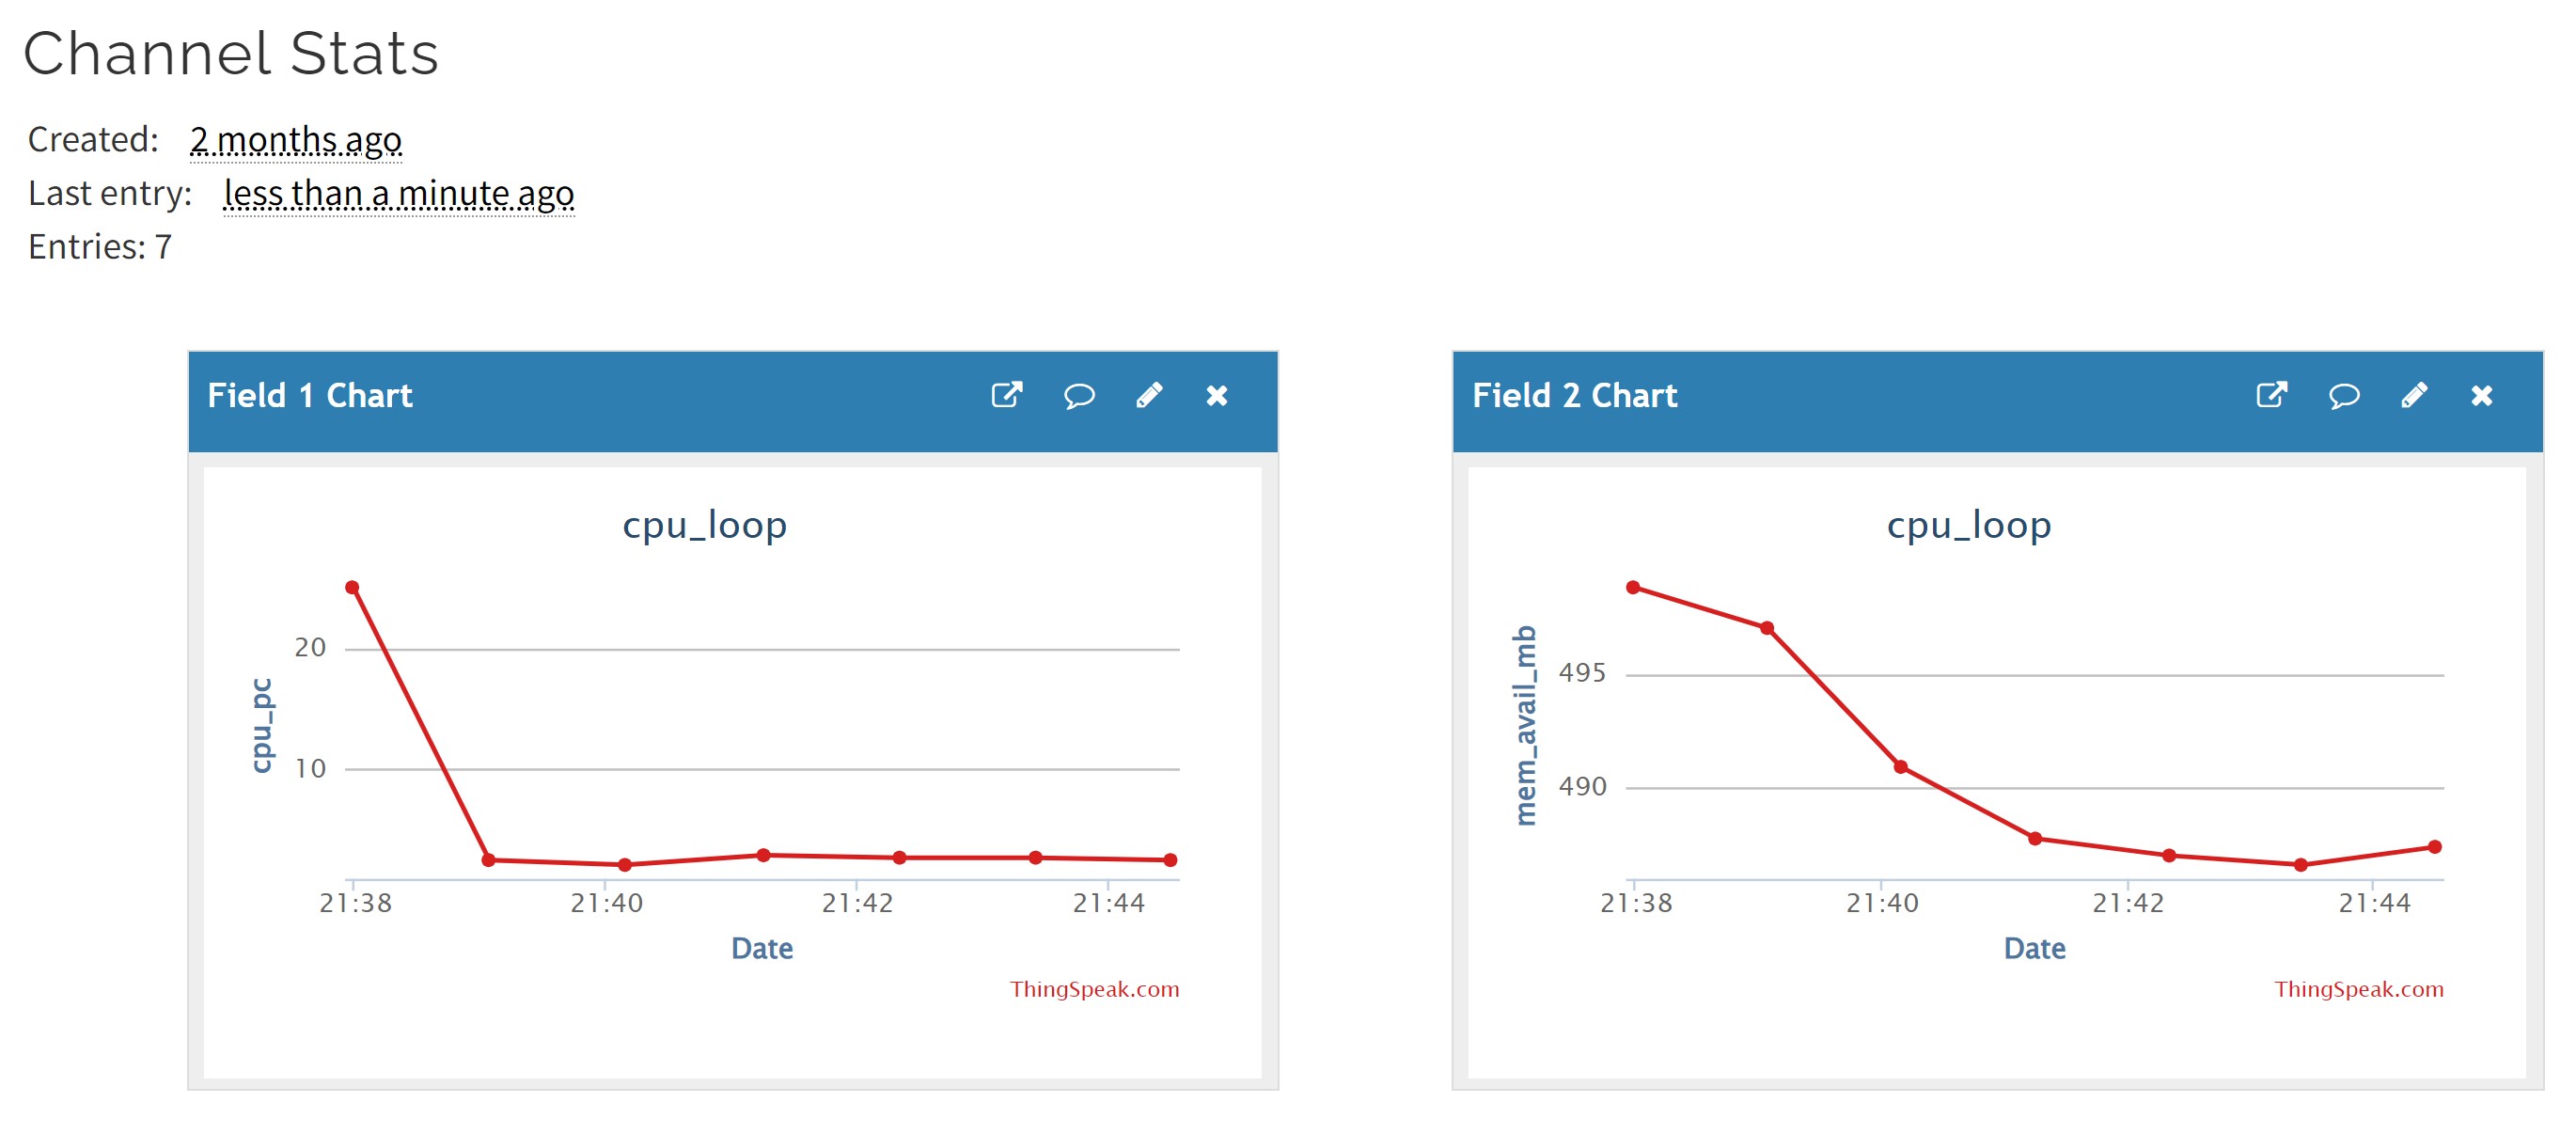 Channel Stats
Created: 2 months ago
Last entry: less than a minute ago
Entries: 7
Field 1 Chart
cpu_loop
cpu_pc
20
10
21:38 21:40 21:42 21:44
Date
ThingSpeak.com
Field 2 Chart
cpu_loop
mem_avail_mb
495
490
21:38 21:40 21:42 21:44
Date
ThingSpeak.com